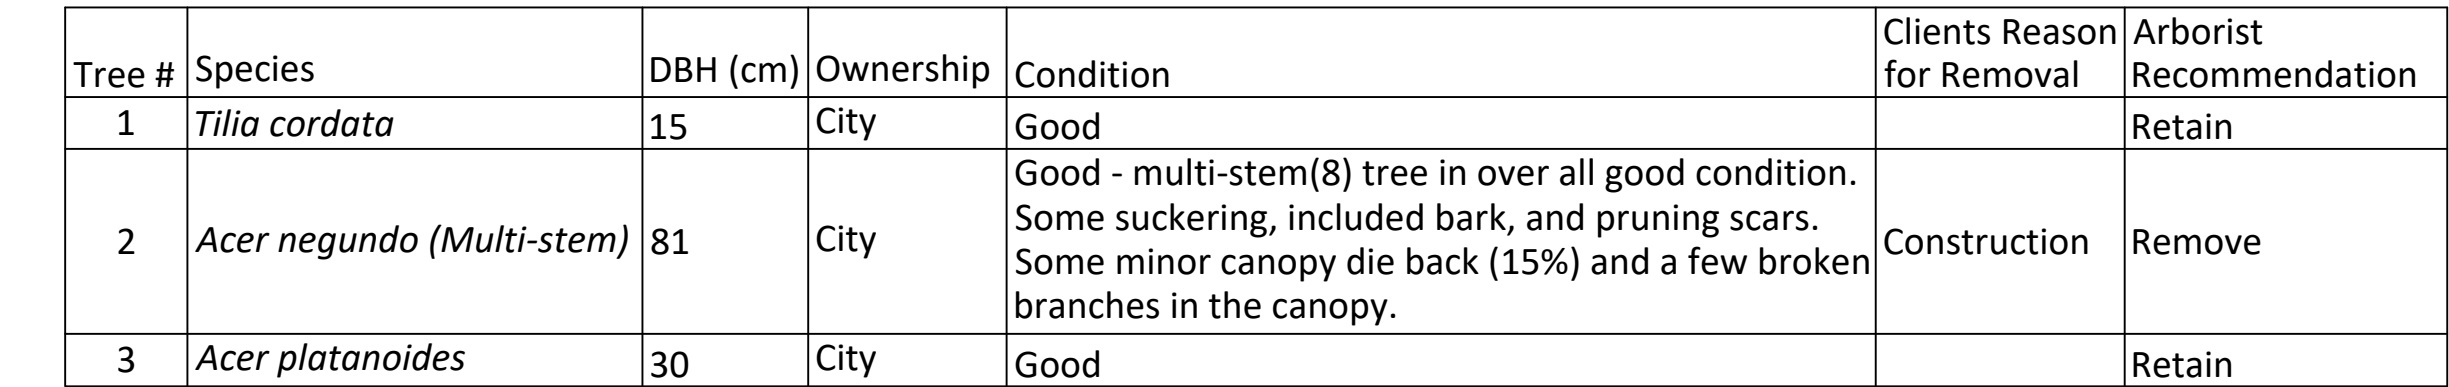 Tree # Species DBH (cm) Ownership Condition Clients Reason for Removal Arborist Recommendation
1 Tilia cordata 15 City Good Retain
2 Acer negundo (Multi-stem) 81 City Good - multi-stem(8) tree in over all good condition.
Some suckering, included bark, and pruning scars.
Some minor canopy die back (15%) and a few broken
branches in the canopy. Construction Remove
3 Acer platanoides 30 City Good Retain